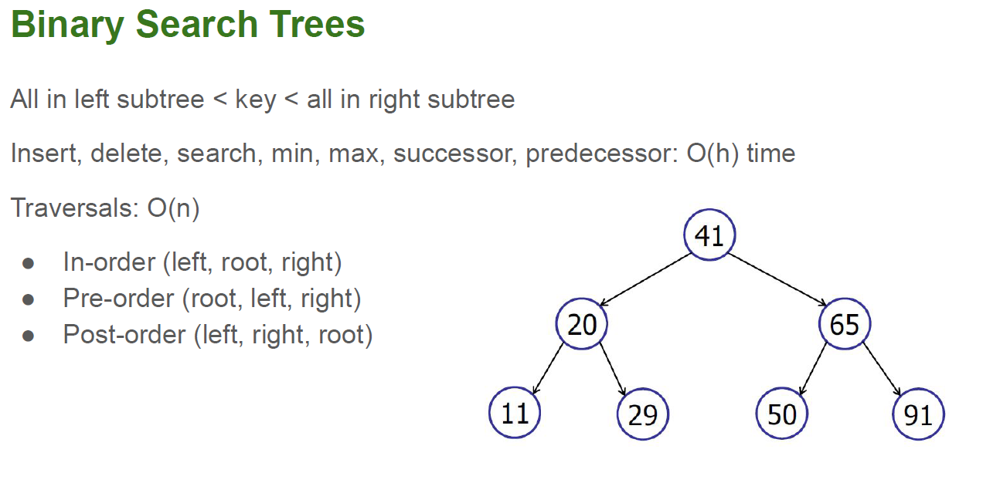 Binary Search Trees
All in left subtree < key < all in right subtree
Insert, delete, search, min, max, successor, predecessor: O(h) time
Traversals: O(n)
● In-order (left, root, right)
● Pre-order (root, left, right)
● Post-order (left, right, root)
41
20 65
11 29 50 91